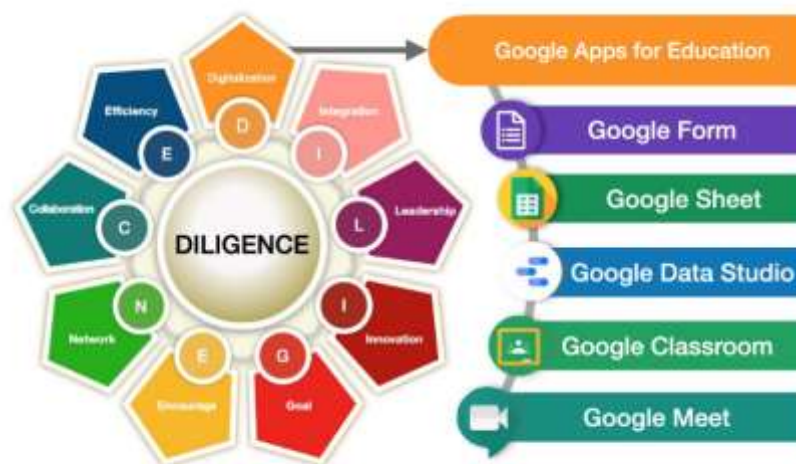 DILIGENCE
D
Digitalization
I
Integration
L
Leadership
I
Innovation
G
Goal
E
Encourage
N
Network
C
Collaboration
E
Efficiency
Google Apps for Education
Google Form
Google Sheet
Google Data Studio
Google Classroom
Google Meet